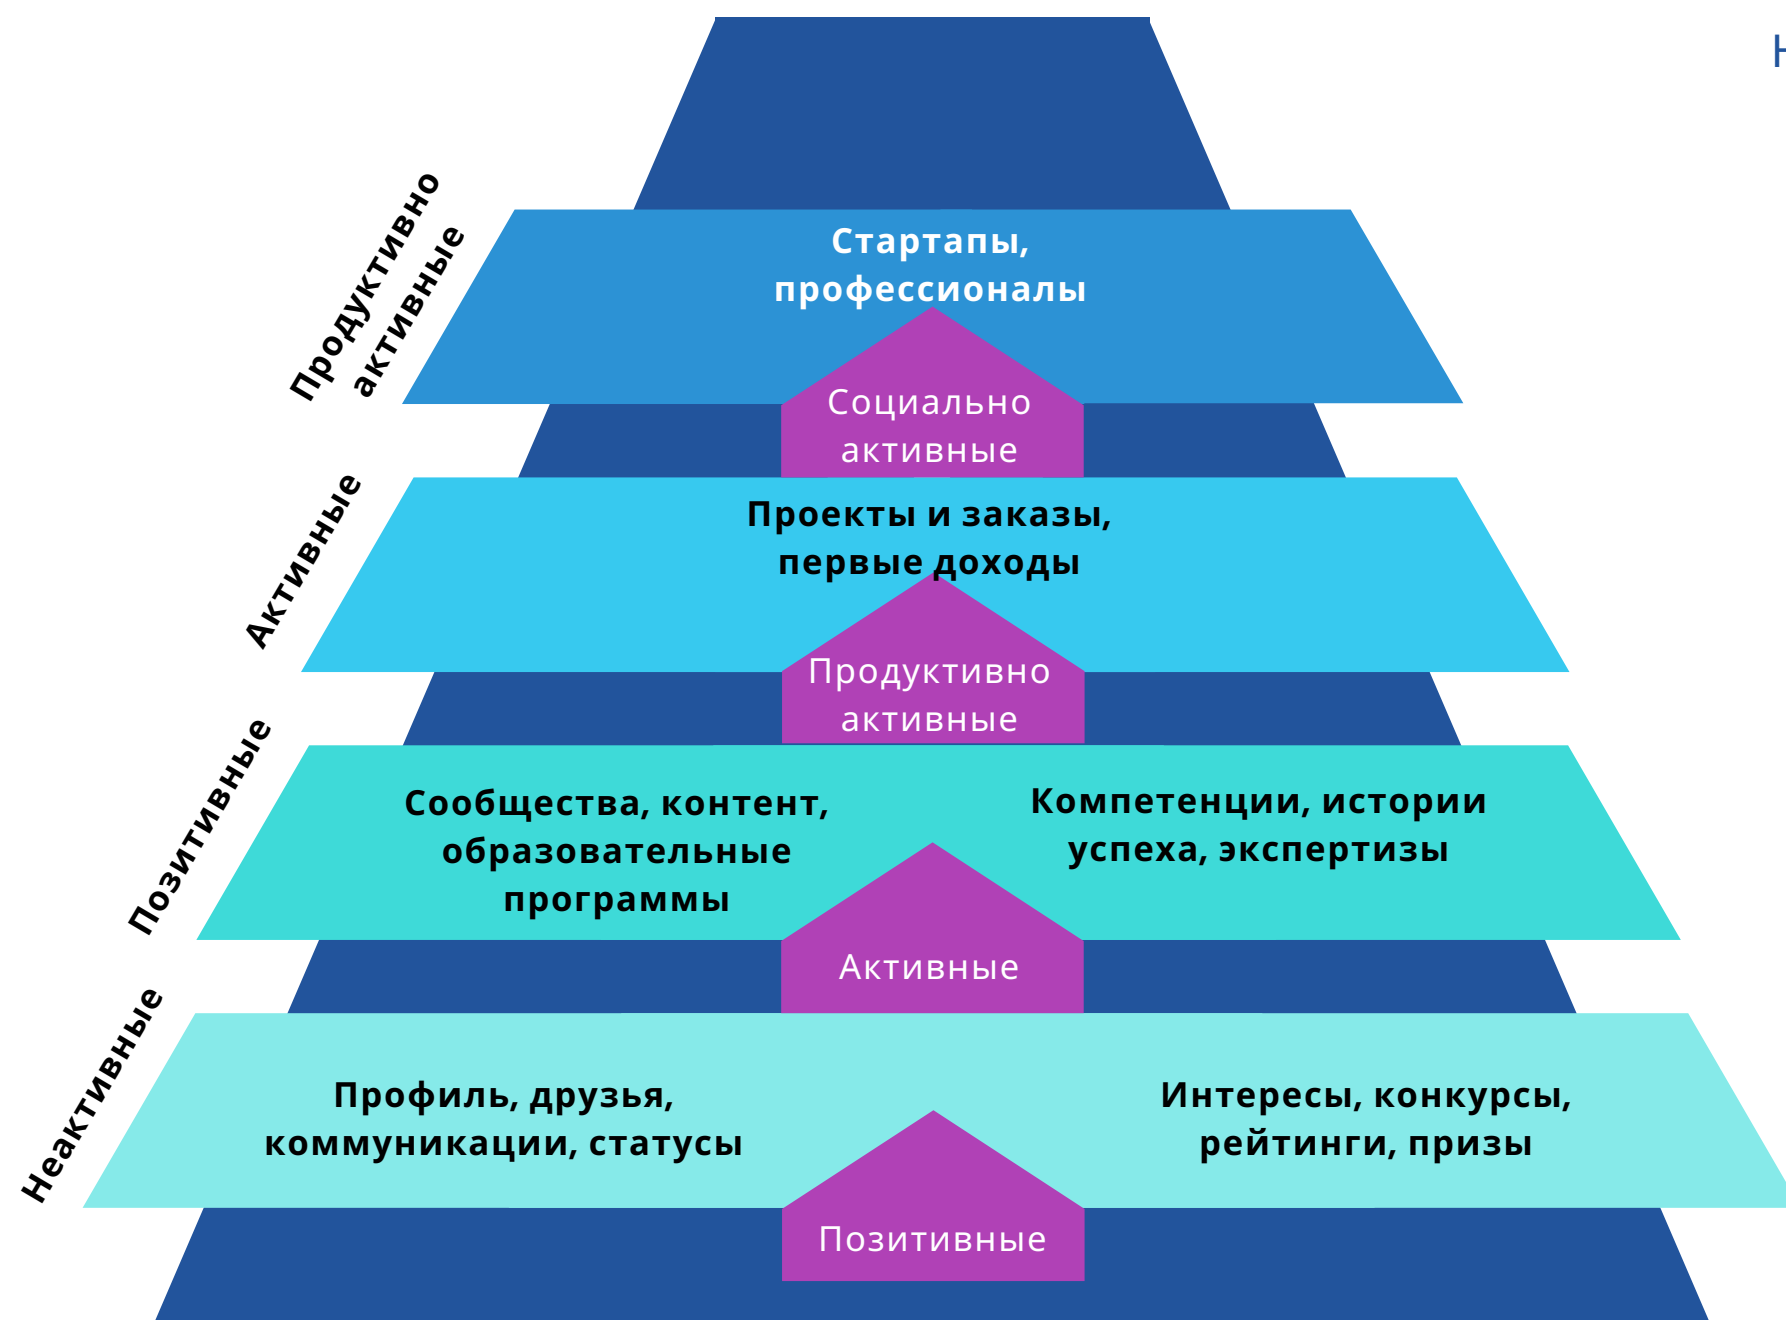 Н
Продуктивно
активные
Стартапы,
профессионалы
Социально
активные
Активные
Проекты и заказы,
первые доходы
Продуктивно
активные
Позитивные
Сообщества, контент,
образовательные
программы
Компетенции, истории
успеха, экспертизы
Активные
Неактивные
Профиль, друзья,
коммуникации, статусы
Интересы, конкурсы,
рейтинги, призы
Позитивные